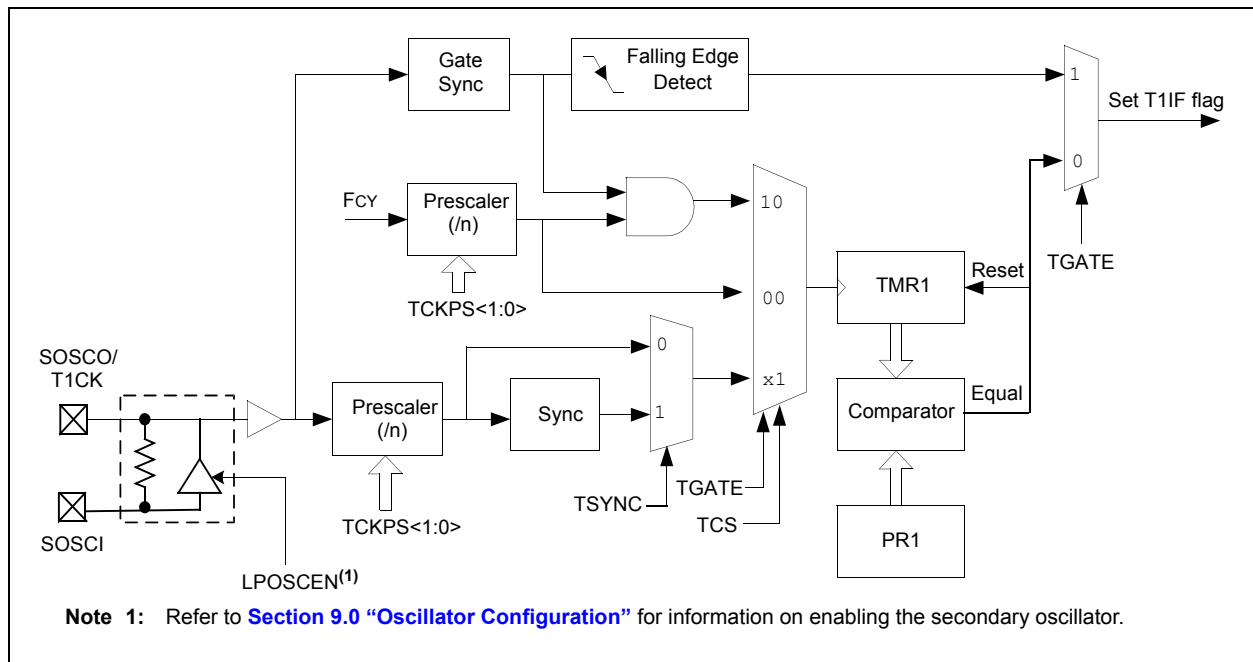 Gate
Sync
Falling Edge
Detect
1
Set T1IF flag
0
TGATE
FCY
Prescaler
(/n)
TCKPS<1:0>
10
00
x1
TMR1
Reset
SOSCO/
T1CK
Prescaler
(/n)
TCKPS<1:0>
Sync
0
1
TSYNC
TGATE
TCS
Comparator
Equal
PR1
SOSCI
LPOSCEN(1)
Note 1: Refer to Section 9.0 “Oscillator Configuration” for information on enabling the secondary oscillator.